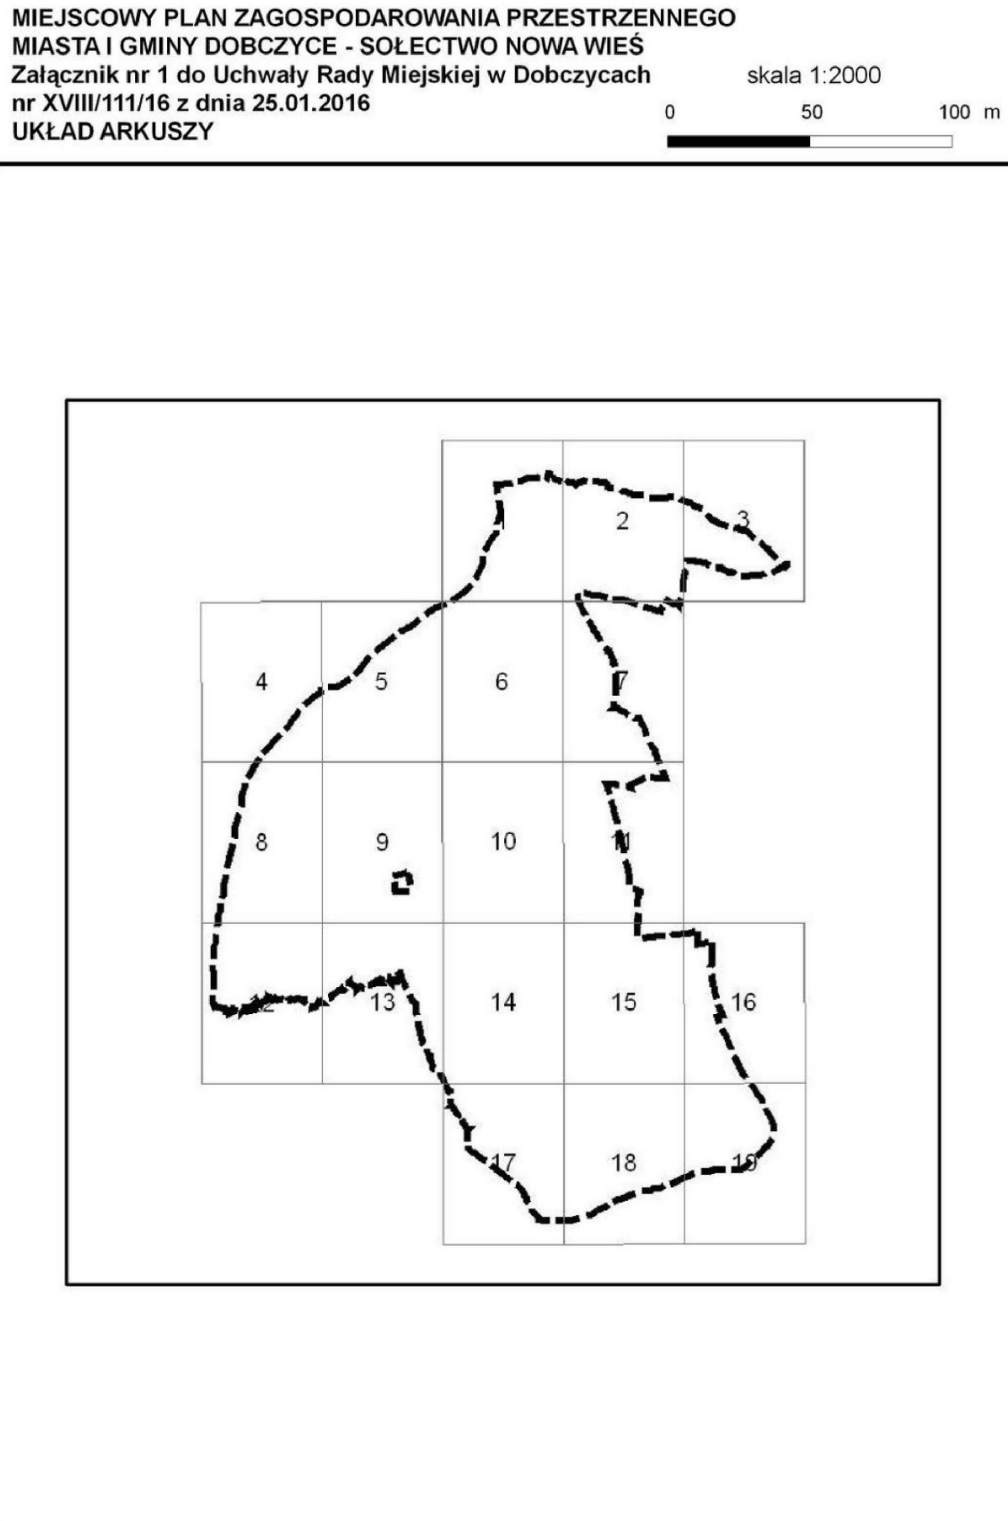 MIEJSCOWY PLAN ZAGOSPODAROWANIA PRZESTRZENNEGO
MIASTA I GMINY DOBCZYCE - SOŁECTWO NOWA WIEŚ
Załącznik nr 1 do Uchwały Rady Miejskiej w Dobczycach
nr XVIII/111/16 z dnia 25.01.2016
UKŁAD ARKUSZY
skala 1:2000
0 50 100 m
1 2 3
4 5 6 7
8 9 10 11
12 13 14 15 16
17 18 19